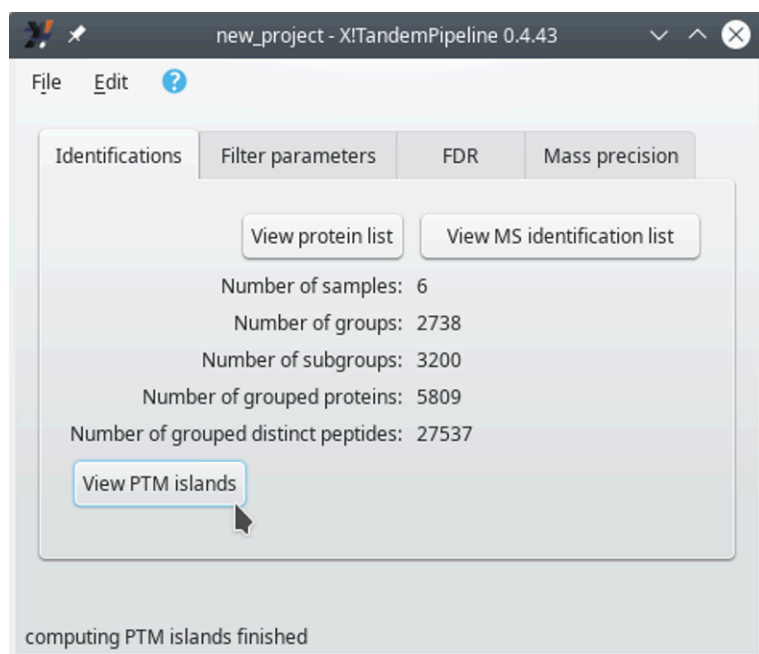 new_project - X!TandemPipeline 0.4.43
File Edit ?
Identifications Filter parameters FDR Mass precision
View protein list View MS identification list
Number of samples: 6
Number of groups: 2738
Number of subgroups: 3200
Number of grouped proteins: 5809
Number of grouped distinct peptides: 27537
View PTM islands
computing PTM islands finished